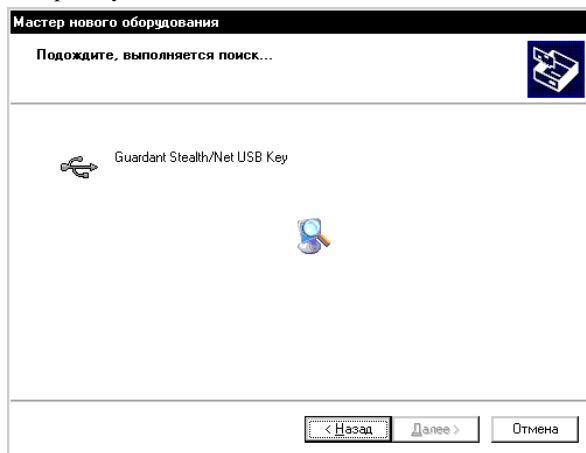 Мастер нового оборудования
Подождите, выполняется поиск...
Guardant Stealth/Net USB Key
< Назад
Далее >
Отмена